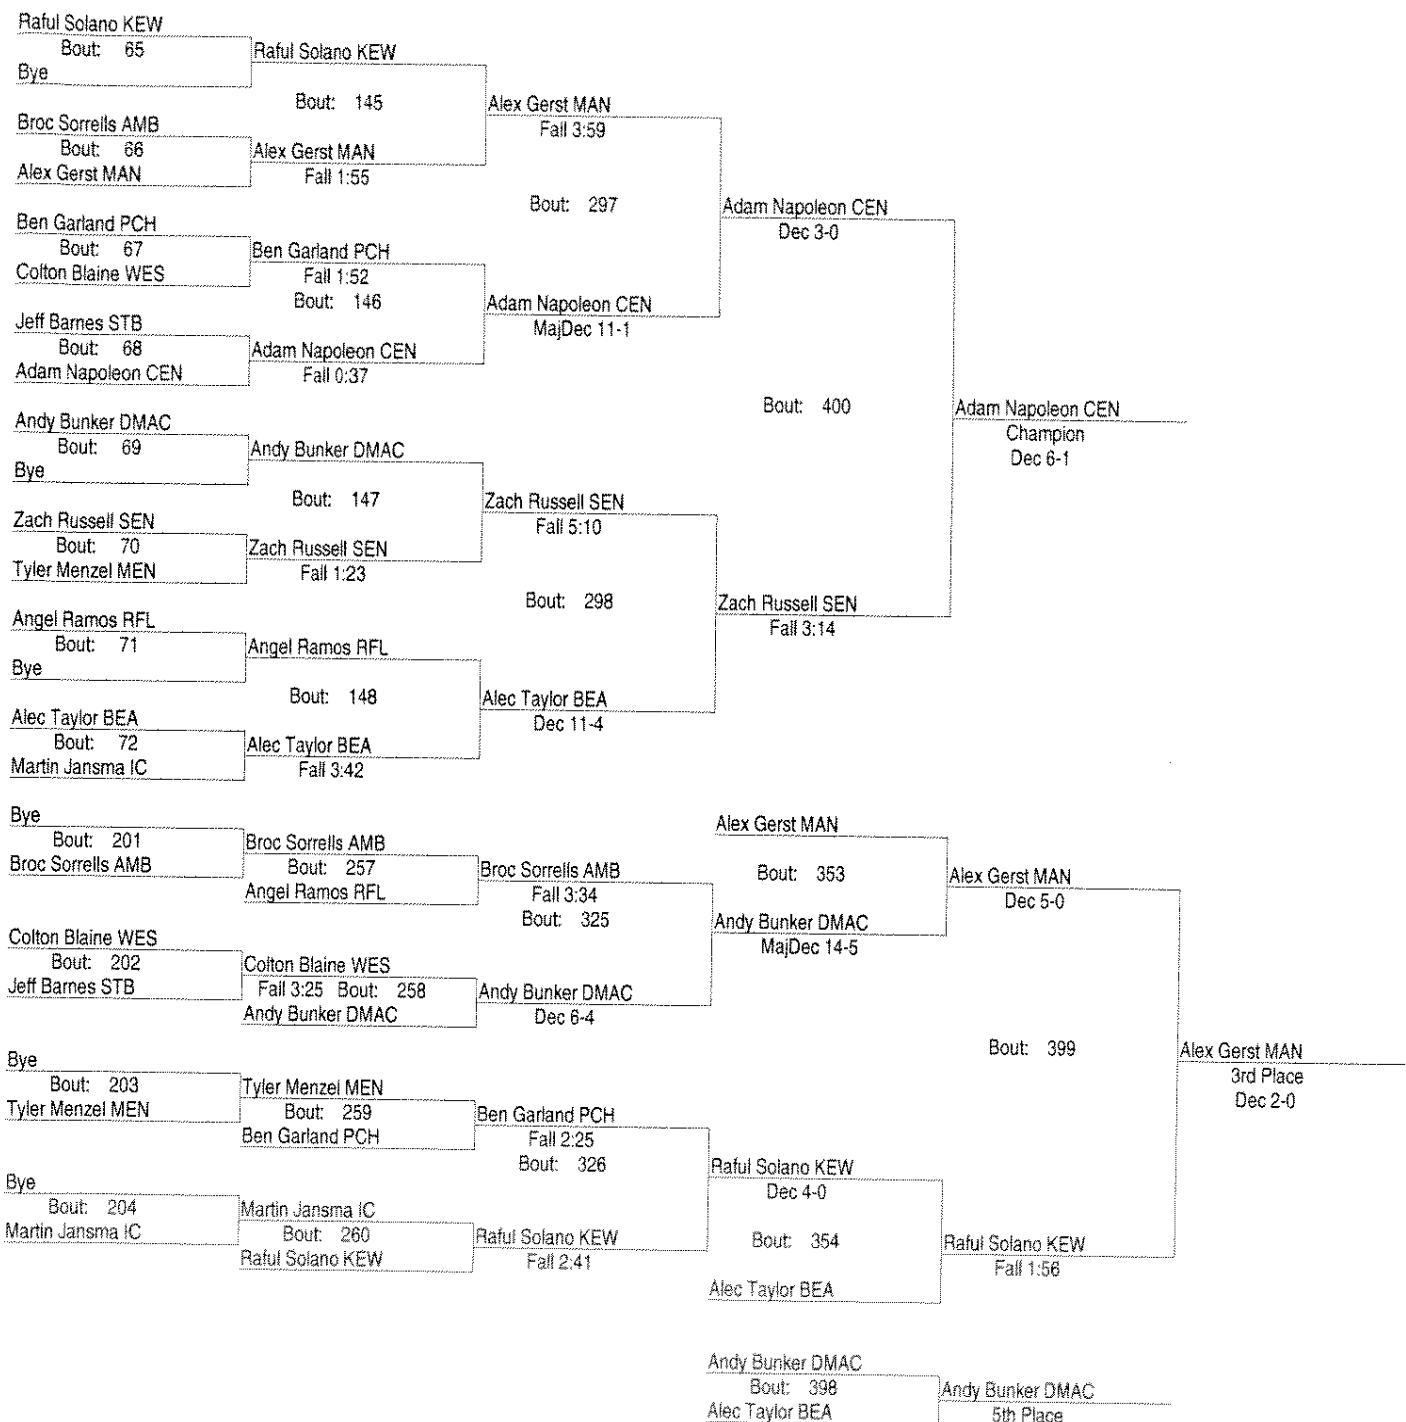 Raful Solano KEW
Bout: 65
Bye
Raful Solano KEW
Bout: 145
Broc Sorrells AMB
Bout: 66
Alex Gerst MAN
Alex Gerst MAN
Fall 1:55
Alex Gerst MAN
Fall 3:59
Bout: 297
Ben Garland PCH
Bout: 67
Colton Blaine WES
Ben Garland PCH
Fall 1:52
Bout: 146
Jeff Barnes STB
Bout: 68
Adam Napoleon CEN
Adam Napoleon CEN
Fall 0:37
Adam Napoleon CEN
MajDec 11-1
Adam Napoleon CEN
Dec 3-0
Bout: 400
Andy Bunker DMAC
Bout: 69
Bye
Andy Bunker DMAC
Bout: 147
Zach Russell SEN
Bout: 70
Tyler Menzel MEN
Zach Russell SEN
Fall 1:23
Zach Russell SEN
Fall 5:10
Bout: 298
Angel Ramos RFL
Bout: 71
Bye
Angel Ramos RFL
Bout: 148
Alec Taylor BEA
Bout: 72
Martin Jansma IC
Alec Taylor BEA
Fall 3:42
Alec Taylor BEA
Dec 11-4
Zach Russell SEN
Fall 3:14
Adam Napoleon CEN
Champion
Dec 6-1
Bye
Bout: 201
Broc Sorrells AMB
Broc Sorrells AMB
Bout: 257
Angel Ramos RFL
Broc Sorrells AMB
Fall 3:34
Bout: 325
Colton Blaine WES
Bout: 202
Jeff Barnes STB
Colton Blaine WES
Fall 3:25 Bout: 258
Andy Bunker DMAC
Andy Bunker DMAC
Dec 6-4
Alex Gerst MAN
Bout: 353
Andy Bunker DMAC
MajDec 14-5
Alex Gerst MAN
Dec 5-0
Bout: 399
Bye
Bout: 203
Tyler Menzel MEN
Tyler Menzel MEN
Bout: 259
Ben Garland PCH
Ben Garland PCH
Fall 2:25
Bout: 326
Bye
Bout: 204
Martin Jansma IC
Martin Jansma IC
Bout: 260
Raful Solano KEW
Raful Solano KEW
Fall 2:41
Raful Solano KEW
Dec 4-0
Bout: 354
Alec Taylor BEA
Raful Solano KEW
Fall 1:56
Alex Gerst MAN
3rd Place
Dec 2-0
Andy Bunker DMAC
Bout: 398
Alec Taylor BEA
Andy Bunker DMAC
5th Place